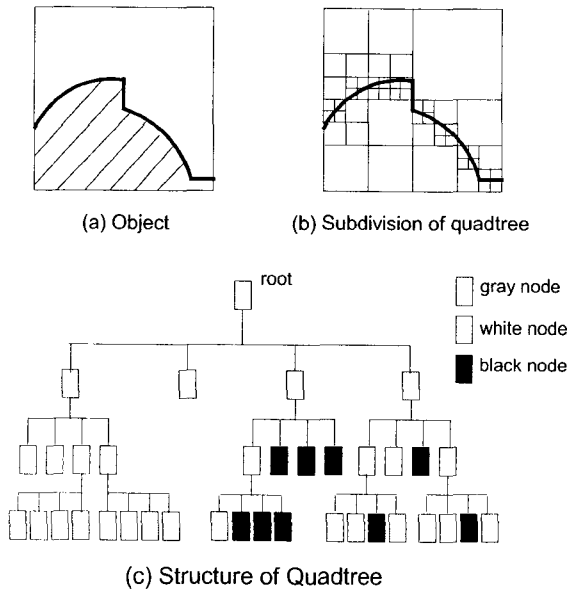 (a) Object
(b) Subdivision of quadtree
root
gray node
white node
black node
(c) Structure of Quadtree